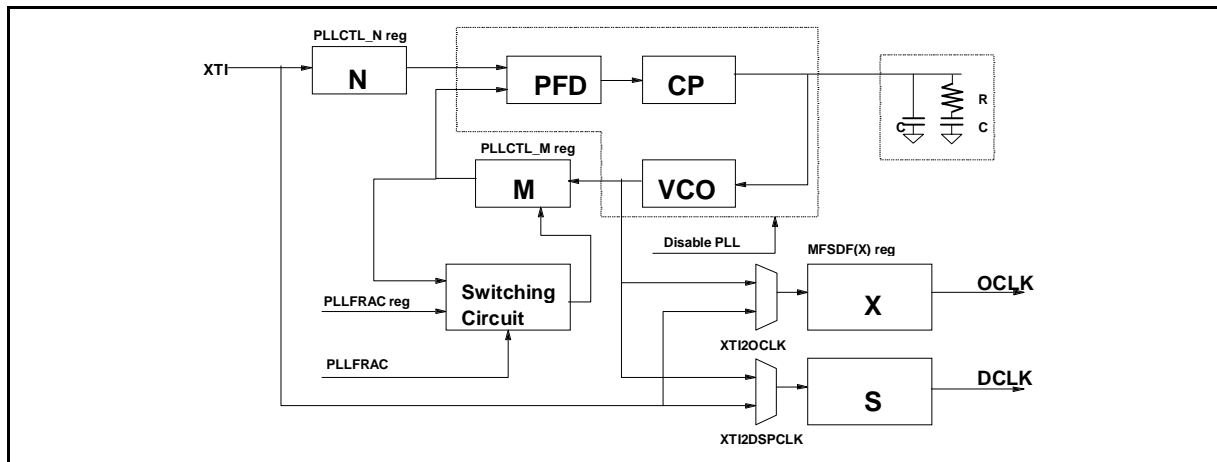 PLLCTL_N reg
XTI
N
PFD
CP
R
C
C
PLLCTL_M reg
M
VCO
Disable PLL
MFSDF(X) reg
Switching
Circuit
PLLFRAC reg
X
OCLK
XTI2OCLK
PLLFRAC
S
DCLK
XTI2DSPCLK